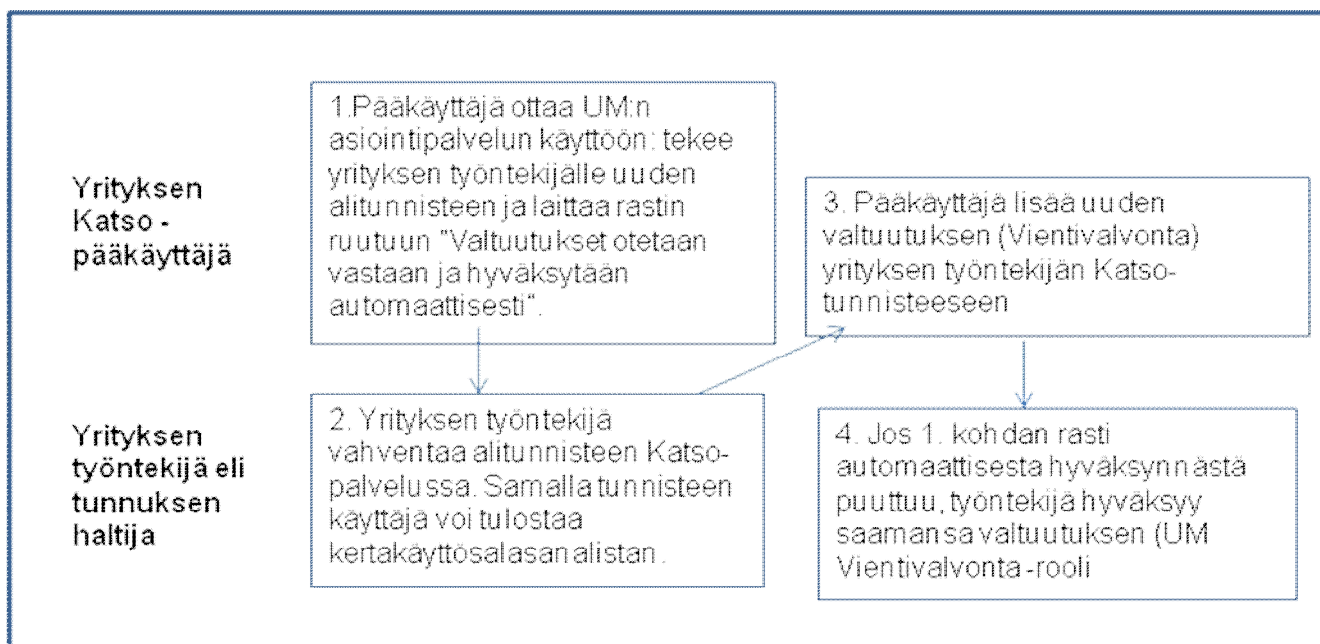 Yrityksen
Katso -
pääkäyttäjä
1.Pääkäyttäjä ottaa UM:n
asiointipalvelun käyttöön: tekee
yrityksen työntekijälle uuden
alitunnisteen ja laittaa rastin
ruutuun "Valtuutukset otetaan
vastaan ja hyväksytään
automaattisesti".
3. Pääkäyttäjä lisää uuden
valtuutuksen (Vientivalvonta)
yrityksen työntekijän Katso-
tunnisteeseen
Yrityksen
työntekijä eli
tunnuksen
haltija
2. Yrityksen työntekijä
vahventaa alitunnisteen Katso-
palvelussa. Samalla tunnisteen
käyttäjä voi tulostaa
kertakäyttösalasanalistan.
4. Jos 1. kohdan rasti
automaattisesta hyväksynnästä
puuttuu, työntekijä hyväksyy
saamansa valtuutuksen (UM
Vientivalvonta -rooli